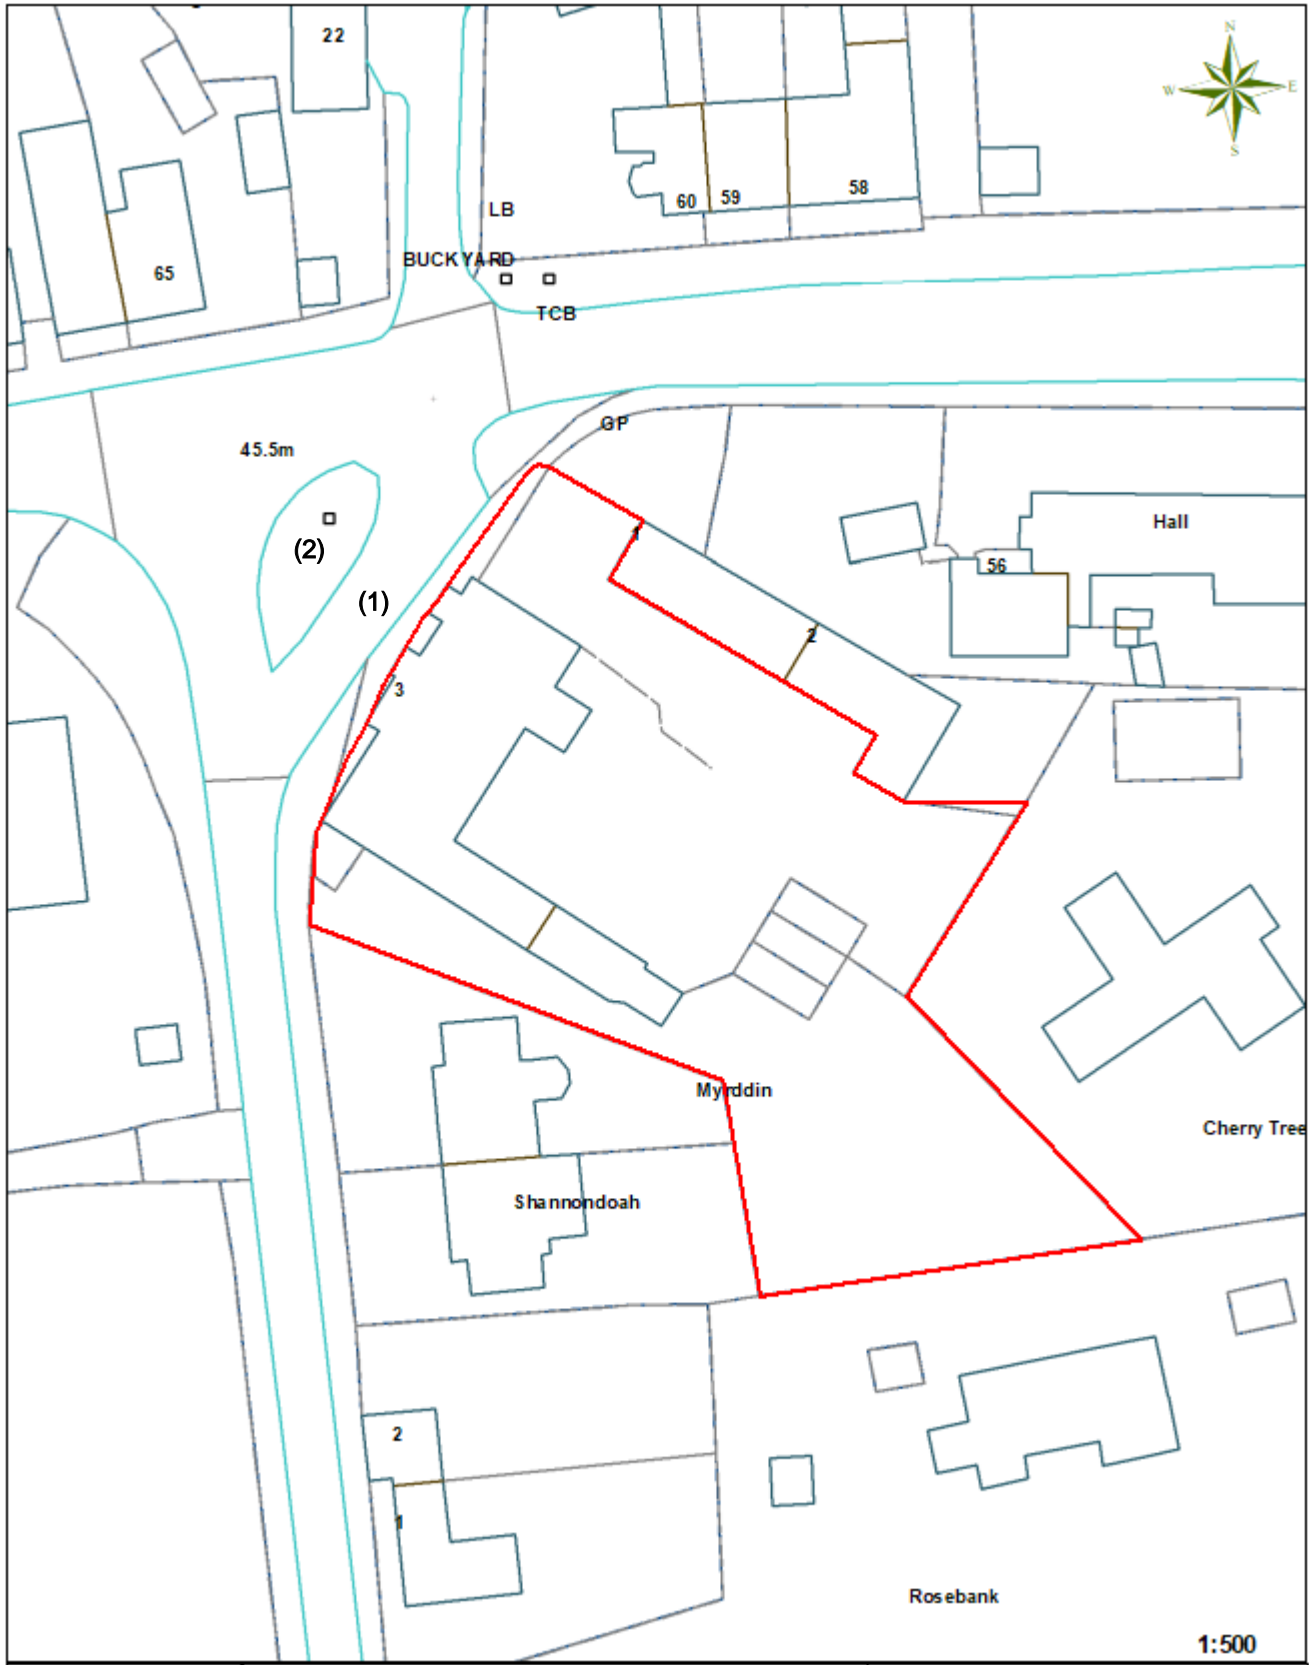 22
N
W
E
S
60
59
58
LB
BUCKYARD
65
TCB
GP
45.5m
1
Hall
(2)
56
(1)
2
3
Myrddin
Cherry Tree
Shannondoah
2
1
Rosebank
1:500